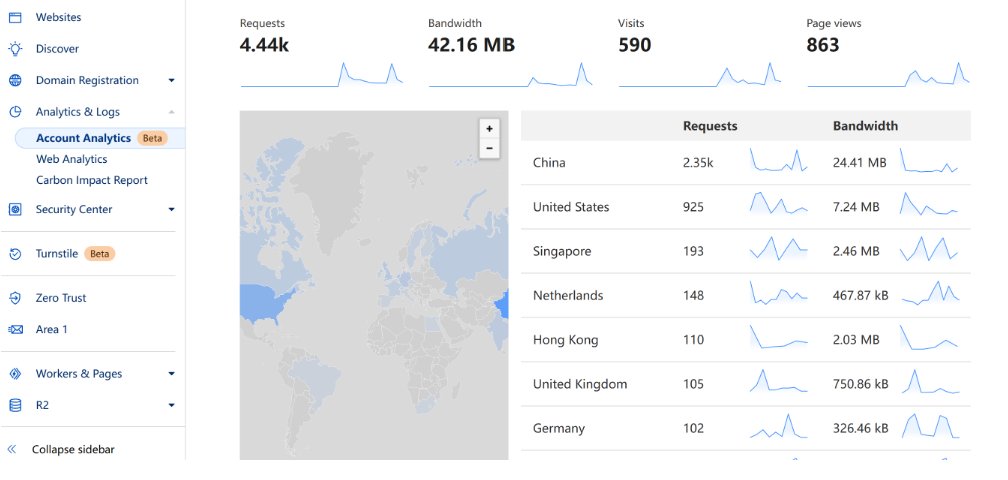 Websites
Discover
Domain Registration
Analytics & Logs
Account Analytics Beta
Web Analytics
Carbon Impact Report
Security Center
Turnstile Beta
Zero Trust
Area 1
Workers & Pages
R2
Collapse sidebar
Requests Bandwidth Visits Page views
4.44k 42.16 MB 590 863
+
−
Requests Bandwidth
China 2.35k 24.41 MB
United States 925 7.24 MB
Singapore 193 2.46 MB
Netherlands 148 467.87 kB
Hong Kong 110 2.03 MB
United Kingdom 105 750.86 kB
Germany 102 326.46 kB